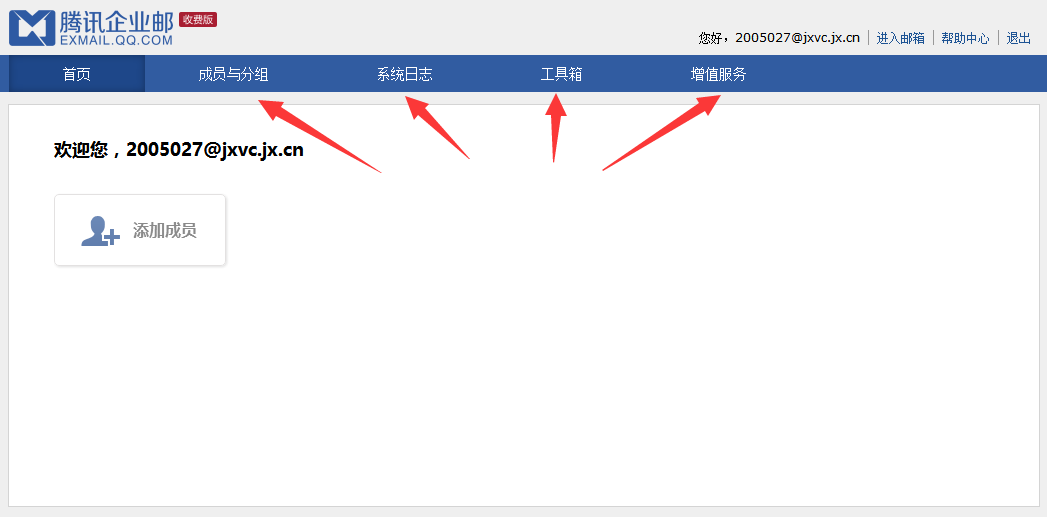 腾讯企业邮 收费版
EXMAIL.QQ.COM
您好，2005027@jxvc.jx.cn 进入邮箱 帮助中心 退出
首页 成员与分组 系统日志 工具箱 增值服务
欢迎您，2005027@jxvc.jx.cn
添加成员